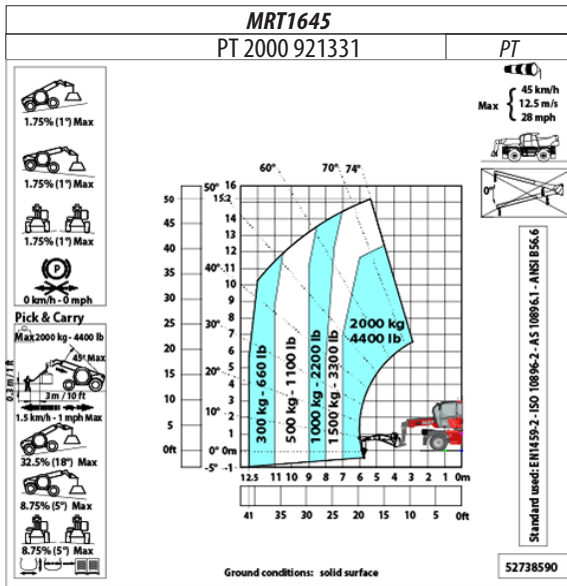 MRT1645
PT 2000 921331
PT
1.75% (1°) Max
1.75% (1°) Max
1.75% (1°) Max
P
0 km/h - 0 mph
Pick & Carry
Max 2000 kg - 4400 lb
45° Max
0.3 m / 1 ft
3 m / 10 ft
1.5 km/h - 1 mph Max
32.5% (18°) Max
8.75% (5°) Max
8.75% (5°) Max
Max
45 km/h
12.5 m/s
28 mph
0°
60°
70°
74°
50°
40°
30°
20°
10°
0°
-5°
50
45
40
35
30
25
20
15
10
5
0ft
16
15.2
14
13
12
11
10
9
8
7
6
5
4
3
2
1
0m
-1
300 kg - 660 lb
500 kg - 1100 lb
1000 kg - 2200 lb
1500 kg - 3300 lb
2000 kg
4400 lb
12.5 11 10 9 8 7 6 5 4 3 2 1 0m
41 35 30 25 20 15 10 5 0ft
Ground conditions: solid surface
Standard used: EN1459-2 - ISO 10896-2 - AS 10896.1 - ANSI B56.6
52738590